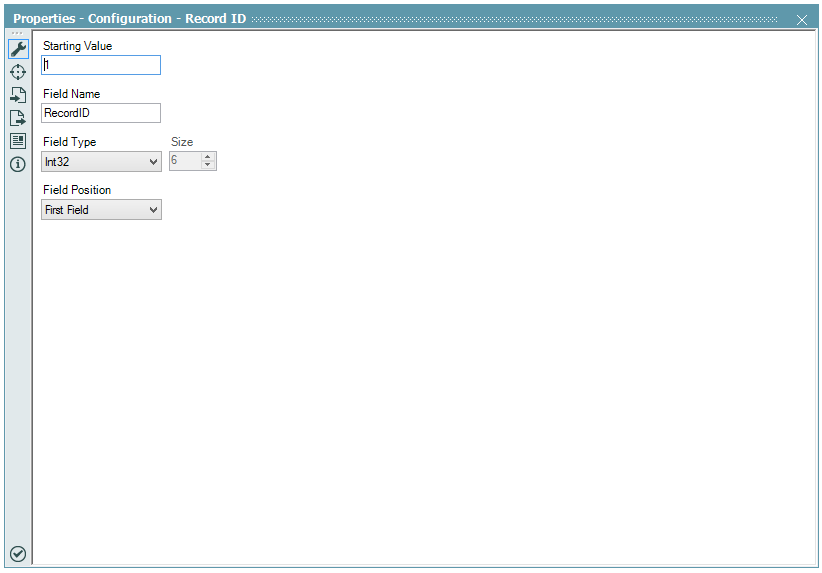 Properties - Configuration - Record ID
Starting Value
1
Field Name
RecordID
Field Type
Size
Int32
6
Field Position
First Field